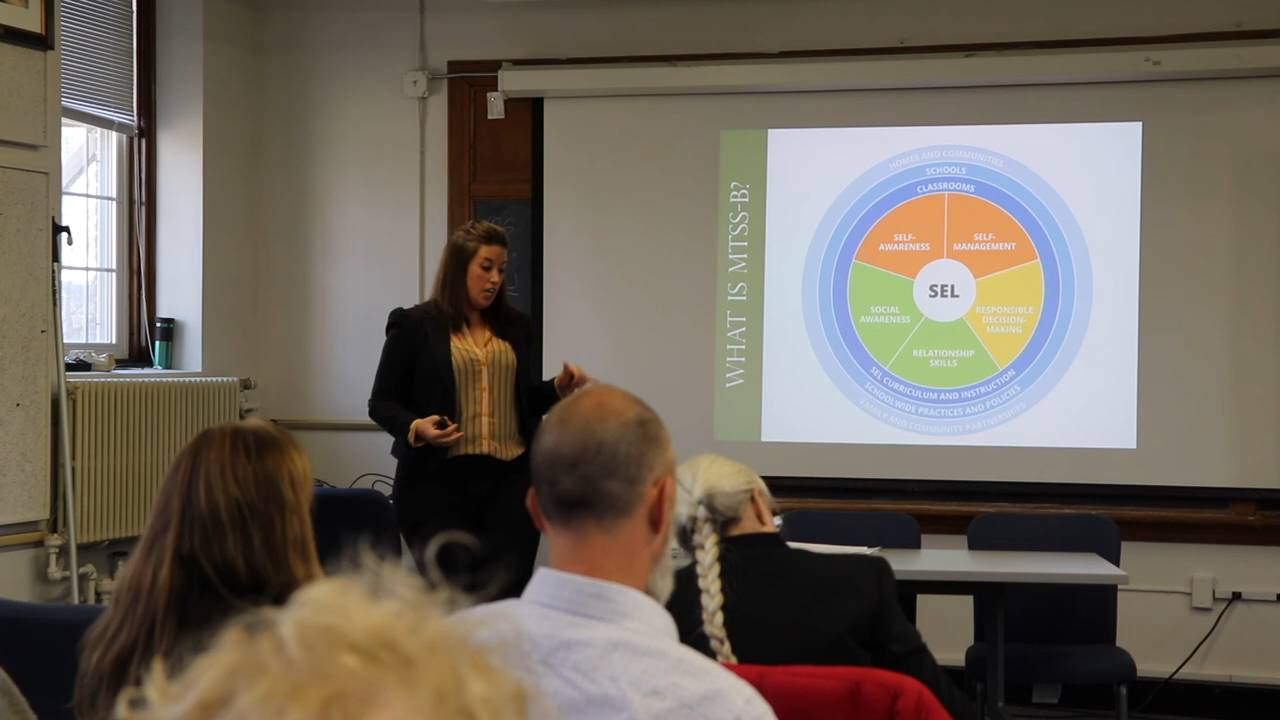 WHAT IS MTSS-B?
HOMES AND COMMUNITIES
SCHOOLS
CLASSROOMS
SELF-
AWARENESS
SELF-
MANAGEMENT
SEL
SOCIAL
AWARENESS
RESPONSIBLE
DECISION-
MAKING
RELATIONSHIP
SKILLS
SEL CURRICULUM AND INSTRUCTION
SCHOOLWIDE PRACTICES AND POLICIES
FAMILY AND COMMUNITY PARTNERSHIPS